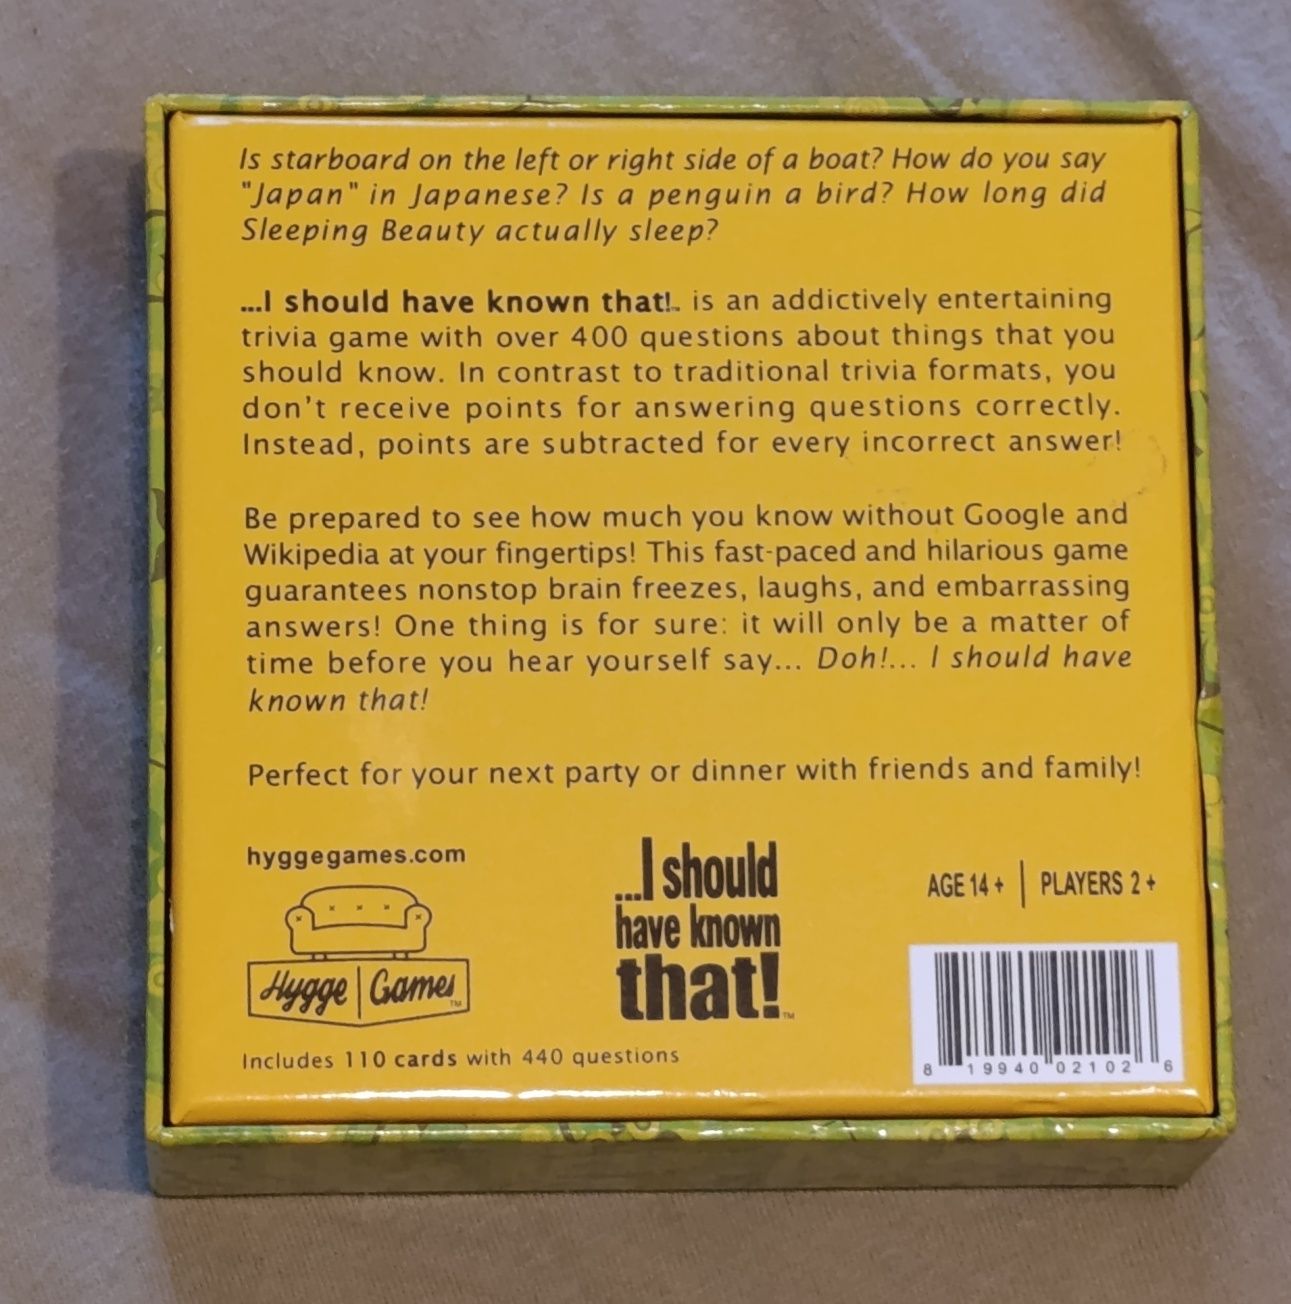 Is starboard on the left or right side of a boat? How do you say
"Japan" in Japanese? Is a penguin a bird? How long did
Sleeping Beauty actually sleep?
...I should have known that!™ is an addictively entertaining
trivia game with over 400 questions about things that you
should know. In contrast to traditional trivia formats, you
don't receive points for answering questions correctly.
Instead, points are subtracted for every incorrect answer!
Be prepared to see how much you know without Google and
Wikipedia at your fingertips! This fast-paced and hilarious game
guarantees nonstop brain freezes, laughs, and embarrassing
answers! One thing is for sure: it will only be a matter of
time before you hear yourself say... Doh!... I should have
known that!
Perfect for your next party or dinner with friends and family!
hyggegames.com
Hygge Games™
Includes 110 cards with 440 questions
...I should
have known
that!™
AGE 14+ | PLAYERS 2+
8 19940 02102 6